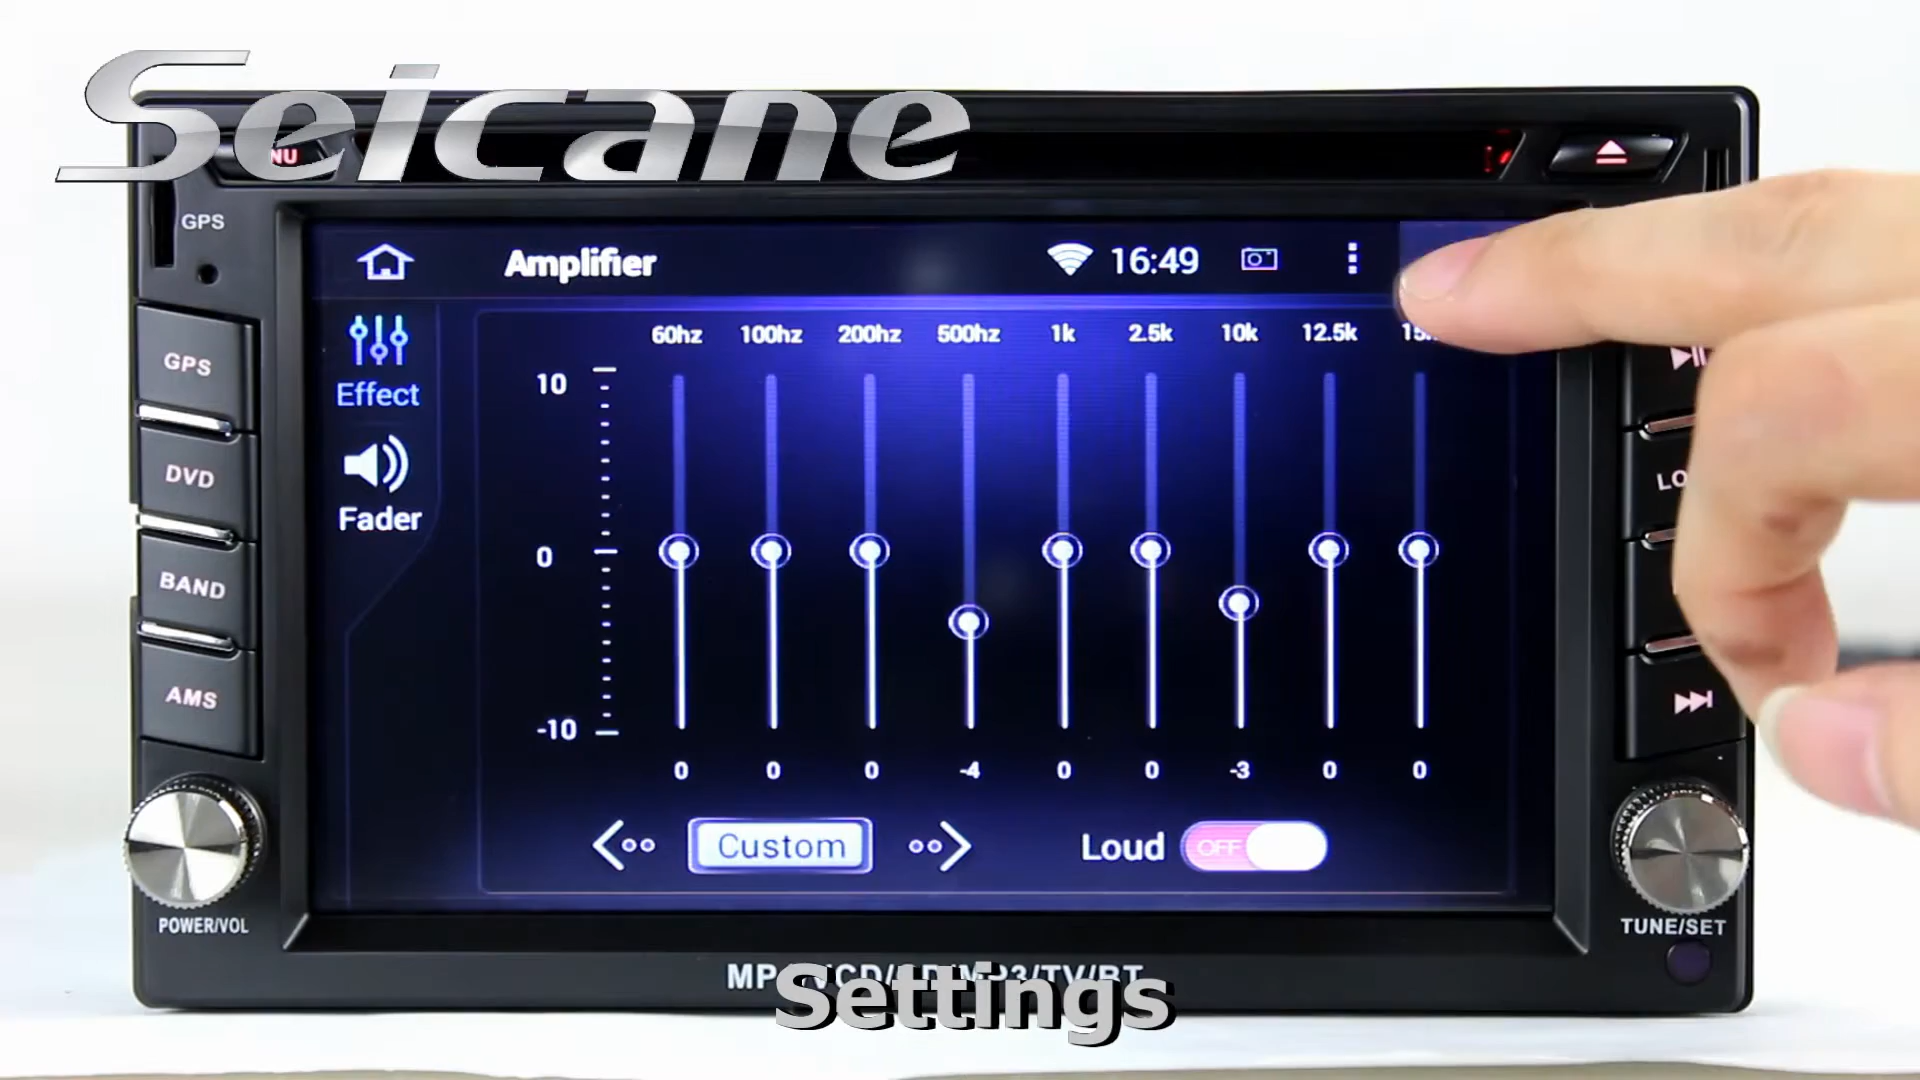 Seicane
NU
GPS
Amplifier
16:49
GPS
DVD
BAND
AMS
Effect
Fader
60hz 100hz 200hz 500hz 1k 2.5k 10k 12.5k
10
0
-10
0 0 0 -4 0 0 -3 0 0
Custom
Loud OFF
POWER/VOL
TUNE/SET
Settings